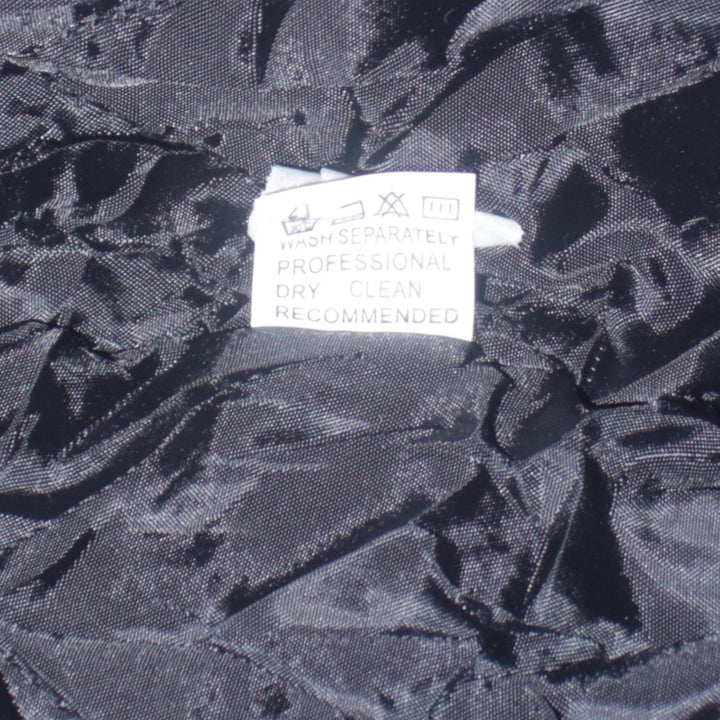 WASH SEPARATELY
PROFESSIONAL
DRY CLEAN
RECOMMENDED